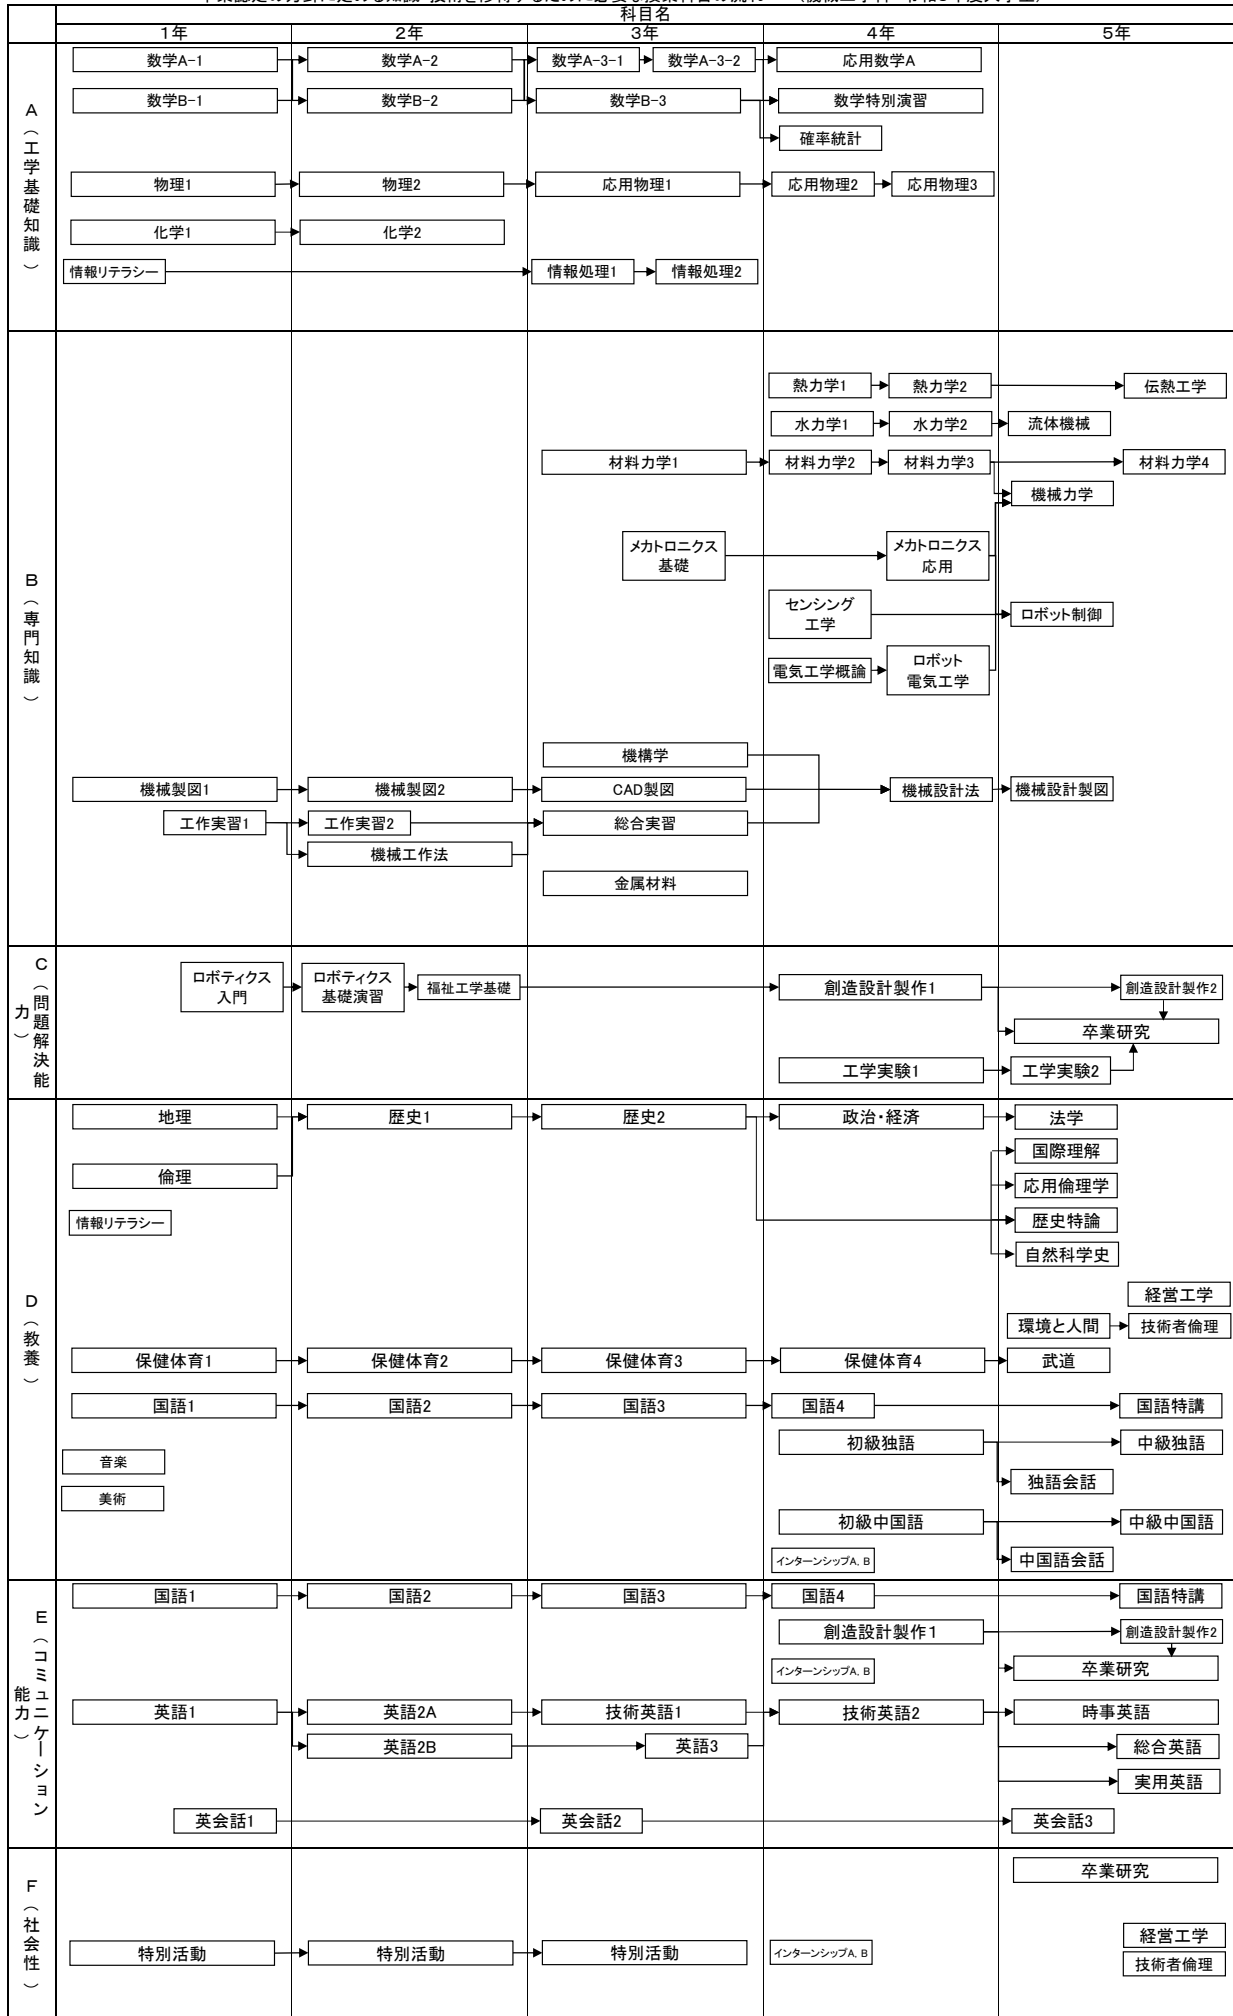 科目名
1年 2年 3年 4年 5年
A（工学基礎知識）
数学A-1 数学A-2 数学A-3-1 数学A-3-2 応用数学A
数学B-1 数学B-2 数学B-3 数学特別演習
確率統計
物理1 物理2 応用物理1 応用物理2 応用物理3
化学1 化学2
情報リテラシー 情報処理1 情報処理2
B（専門知識）
熱力学1 熱力学2 伝熱工学
水力学1 水力学2 流体機械
材料力学1 材料力学2 材料力学3 材料力学4
機械力学
メカトロニクス
基礎
メカトロニクス
応用
センシング
工学
ロボット制御
電気工学概論
ロボット
電気工学
機構学
機械製図1 機械製図2 CAD製図 機械設計法 機械設計製図
工作実習1 工作実習2 総合実習
機械工作法
金属材料
C（問題解決能力）
ロボティクス
入門
ロボティクス
基礎演習
福祉工学基礎 創造設計製作1 創造設計製作2
卒業研究
工学実験1 工学実験2
D（教養）
地理 歴史1 歴史2 政治・経済 法学
国際理解
倫理 応用倫理学
情報リテラシー 歴史特論
自然科学史
経営工学
環境と人間 技術者倫理
保健体育1 保健体育2 保健体育3 保健体育4 武道
国語1 国語2 国語3 国語4 国語特講
初級独語 中級独語
音楽
独語会話
美術
初級中国語 中級中国語
インターンシップA, B 中国語会話
E（コミュニケーション能力）
国語1 国語2 国語3 国語4 国語特講
創造設計製作1 創造設計製作2
インターンシップA, B 卒業研究
英語1 英語2A 技術英語1 技術英語2 時事英語
英語2B 英語3 総合英語
実用英語
英会話1 英会話2 英会話3
F（社会性）
卒業研究
経営工学
特別活動 特別活動 特別活動 インターンシップA, B
技術者倫理